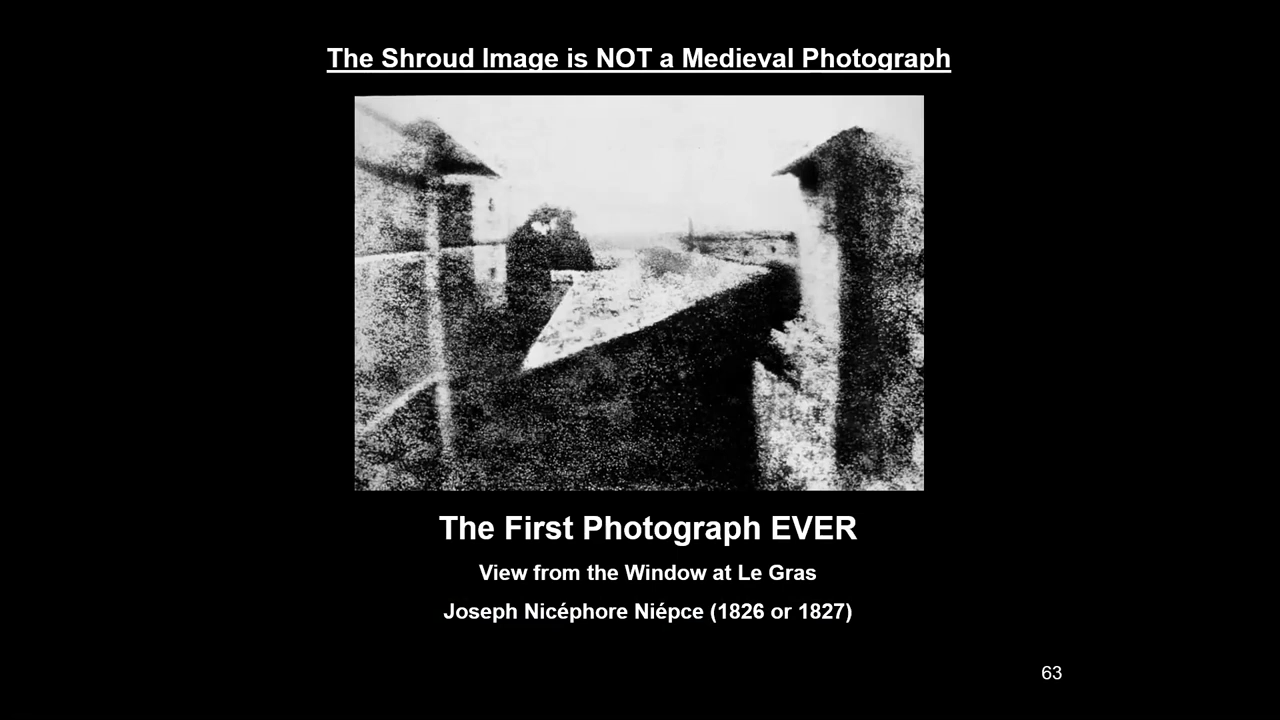 The Shroud Image is NOT a Medieval Photograph
The First Photograph EVER
View from the Window at Le Gras
Joseph Nicéphore Niépce (1826 or 1827)
63